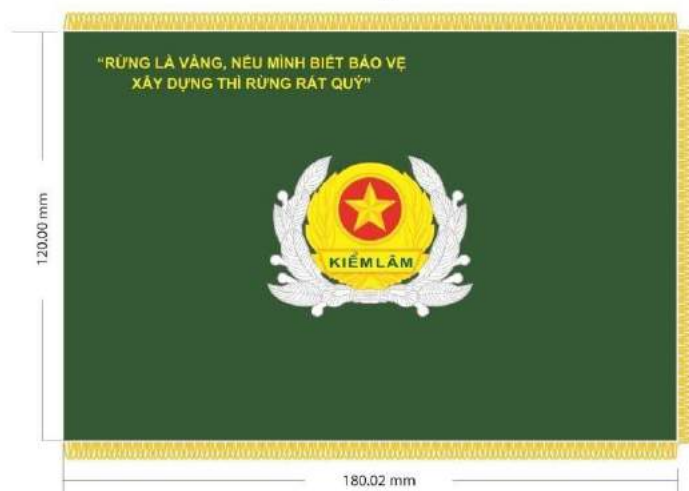 “RỪNG LÀ VÀNG, NẾU MÌNH BIẾT BẢO VỆ
XÂY DỰNG THÌ RỪNG RẤT QUÝ”
120.00 mm
KIỂM LÂM
180.02 mm